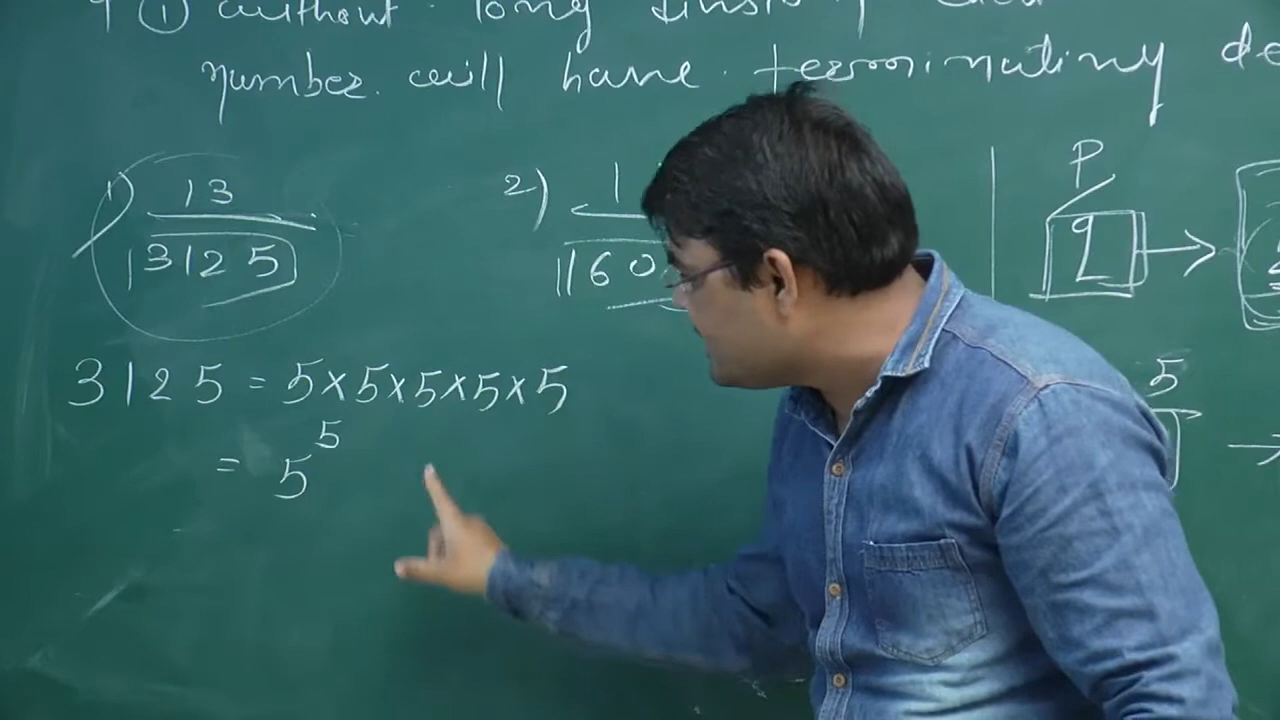 ① without long
number will have terminating de
1) 13
3125
2) 1
160
P
q
3125 = 5×5×5×5×5
= 5^5
5